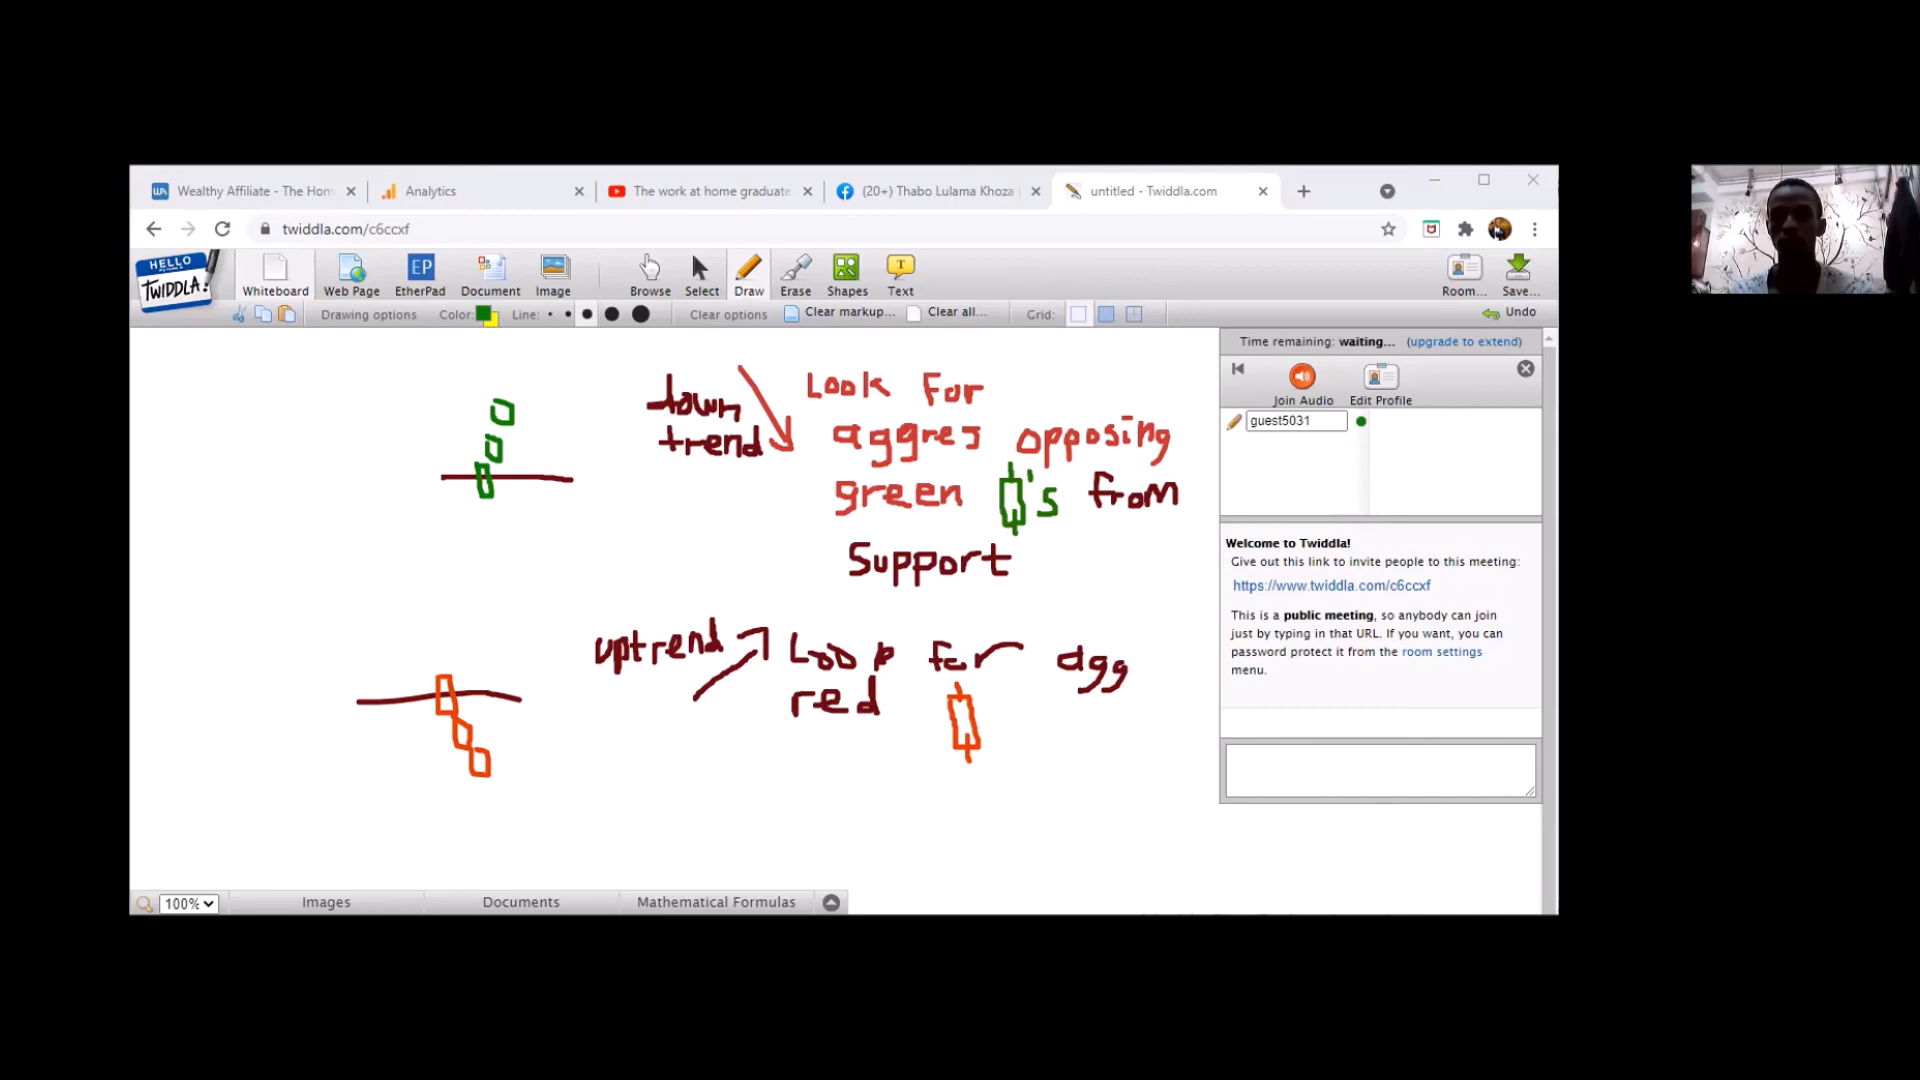 Wealthy Affiliate - The Hom
Analytics
The work at home graduate
(20+) Thabo Lulama Khoza
untitled - Twiddla.com
twiddla.com/c6ccxf
HELLO
TWIDDLA!
Whiteboard
Web Page
EP
EtherPad
Document
Image
Browse
Select
Draw
Erase
Shapes
T
Text
Room...
Save...
Drawing options
Color:
Line:
Clear options
Clear markup...
Clear all...
Grid:
Undo
down
trend
Look for
aggres opposing
green 's from
Support
uptrend
Look for agg
red
Time remaining: waiting... (upgrade to extend)
Join Audio
Edit Profile
guest5031
Welcome to Twiddla!
Give out this link to invite people to this meeting:
https://www.twiddla.com/c6ccxf
This is a public meeting, so anybody can join
just by typing in that URL. If you want, you can
password protect it from the room settings
menu.
100%
Images
Documents
Mathematical Formulas